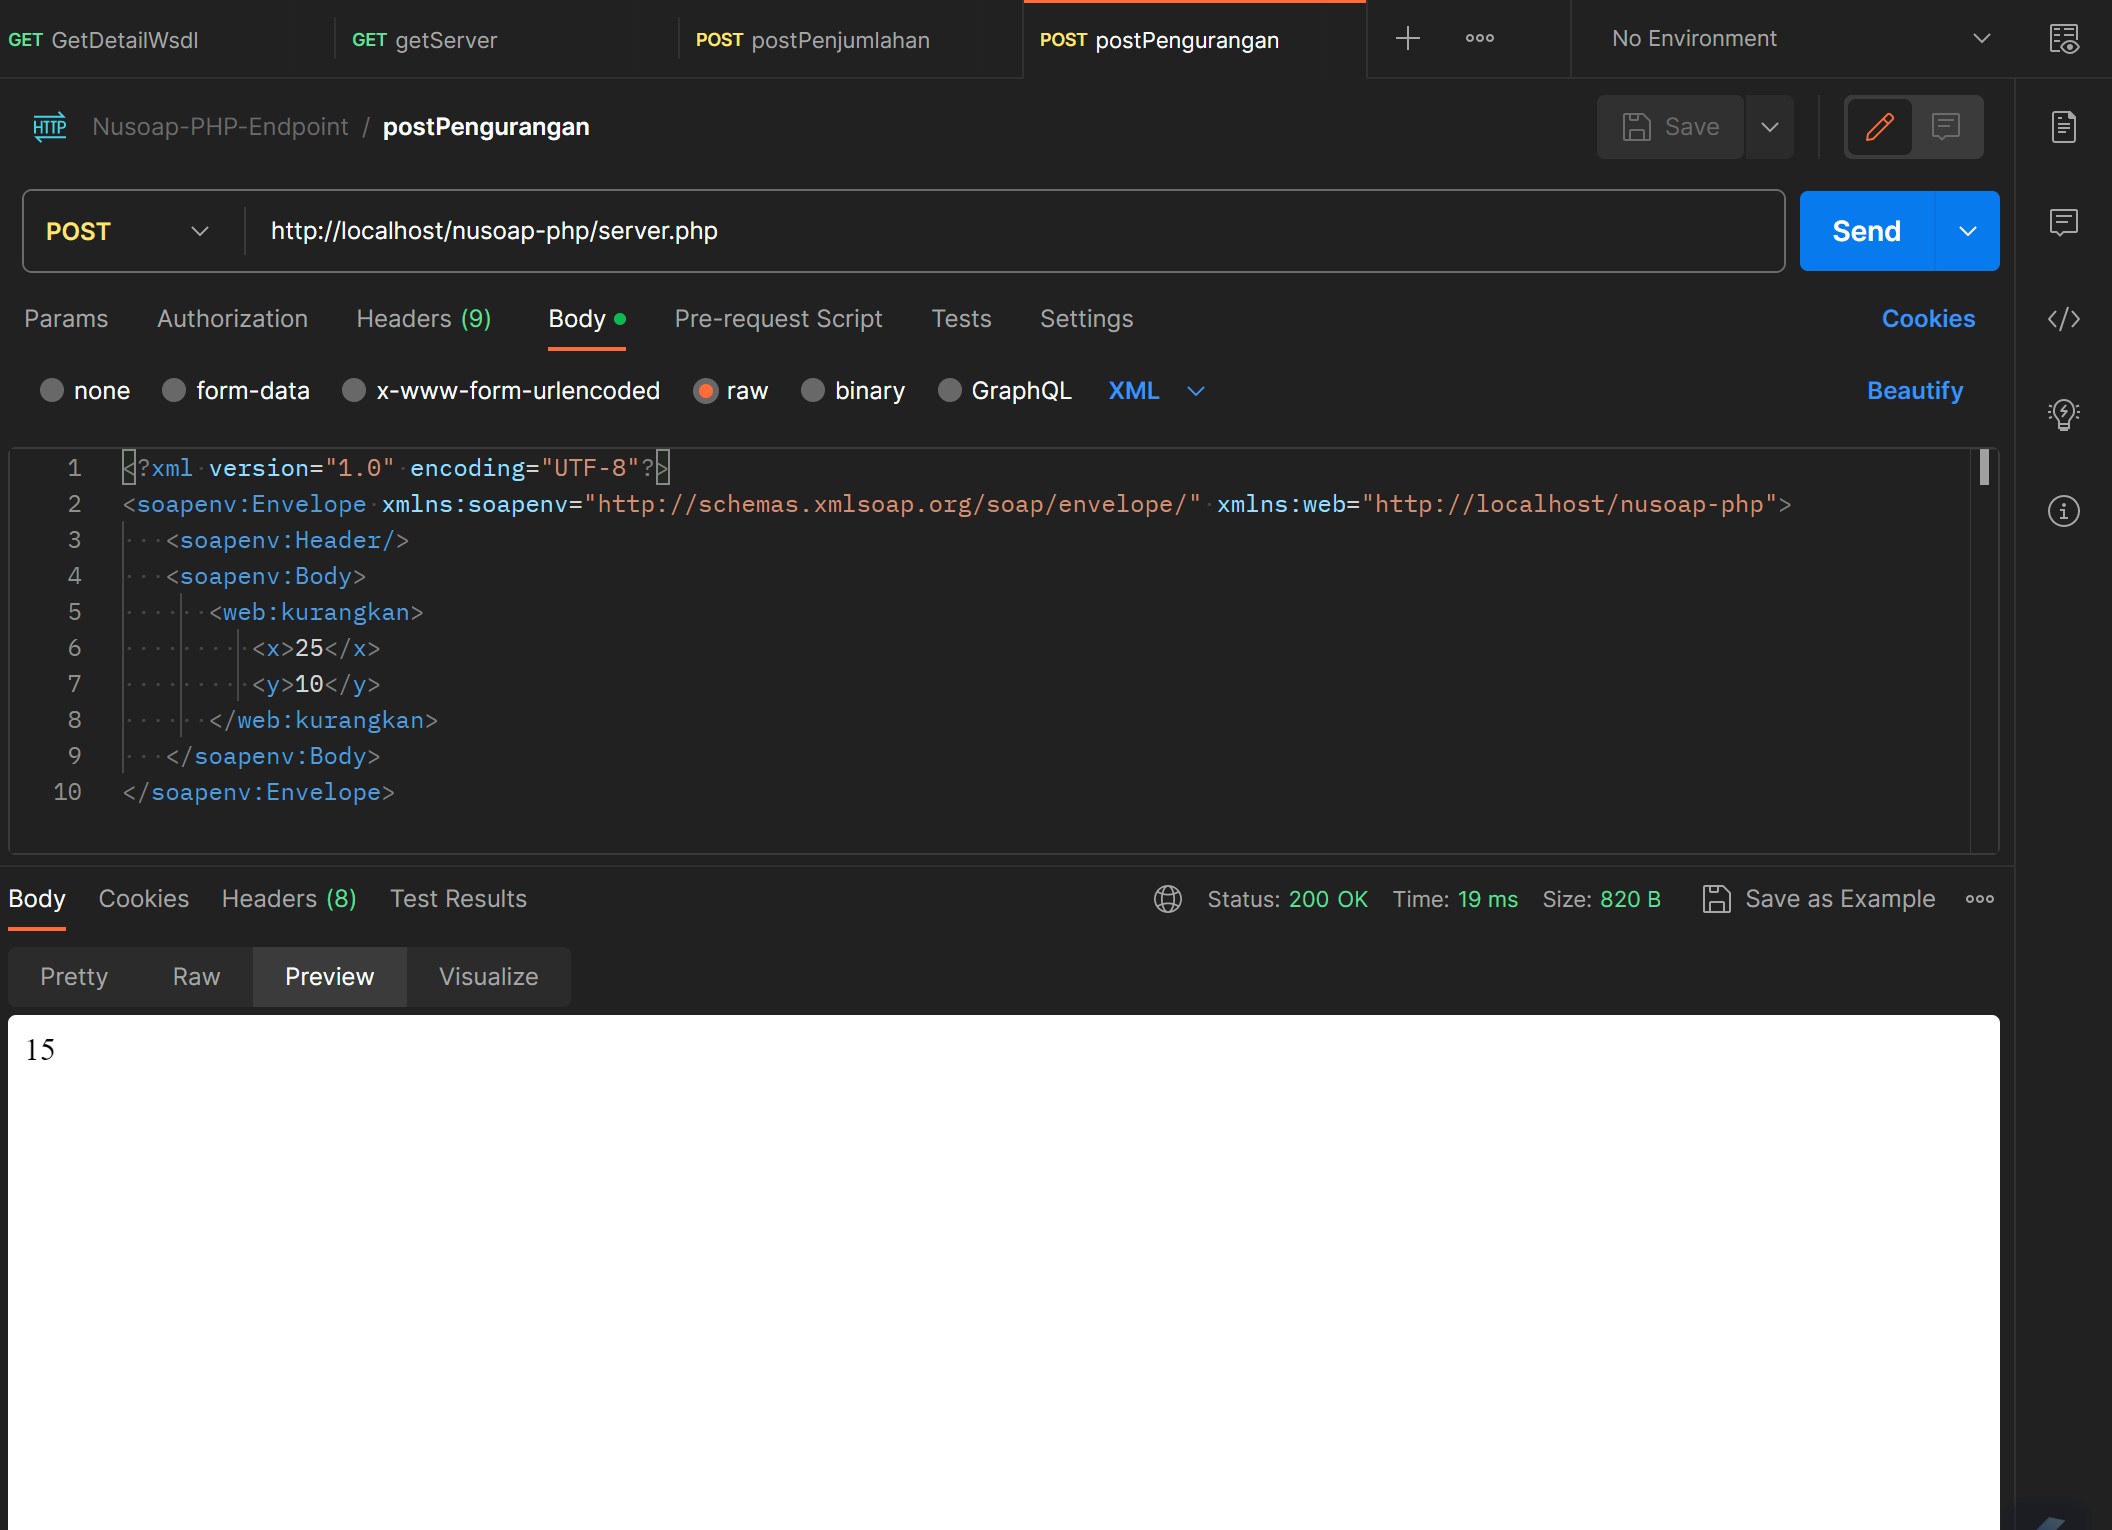 GET GetDetailWsdl GET getServer POST postPenjumlahan POST postPengurangan No Environment
HTTP Nusoap-PHP-Endpoint / postPengurangan Save
POST http://localhost/nusoap-php/server.php Send
Params Authorization Headers (9) Body Pre-request Script Tests Settings Cookies
none form-data x-www-form-urlencoded raw binary GraphQL XML Beautify
1 <?xml version="1.0" encoding="UTF-8"?>
2 <soapenv:Envelope xmlns:soapenv="http://schemas.xmlsoap.org/soap/envelope/" xmlns:web="http://localhost/nusoap-php">
3 <soapenv:Header/>
4 <soapenv:Body>
5 <web:kurangkan>
6 <x>25</x>
7 <y>10</y>
8 </web:kurangkan>
9 </soapenv:Body>
10 </soapenv:Envelope>
Body Cookies Headers (8) Test Results Status: 200 OK Time: 19 ms Size: 820 B Save as Example
Pretty Raw Preview Visualize
15